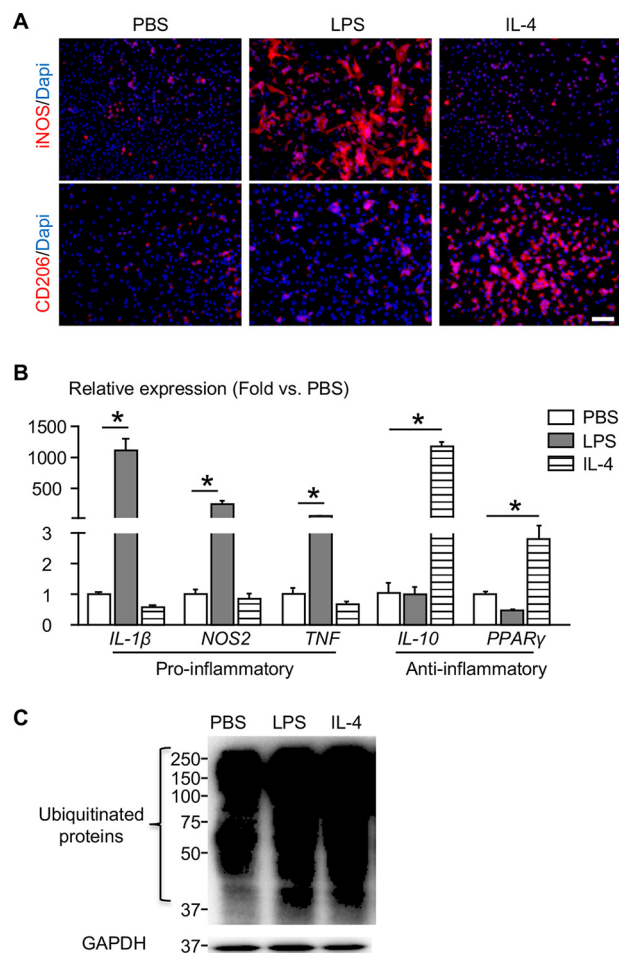 A
PBS LPS IL-4
iNOS/Dapi
CD206/Dapi
B
Relative expression (Fold vs. PBS)
1500
1000
500
3
2
1
0
* * * * *
PBS
LPS
IL-4
IL-1β NOS2 TNF IL-10 PPARγ
Pro-inflammatory Anti-inflammatory
C
PBS LPS IL-4
250
150
100
75
50
37
Ubiquitinated
proteins
GAPDH 37